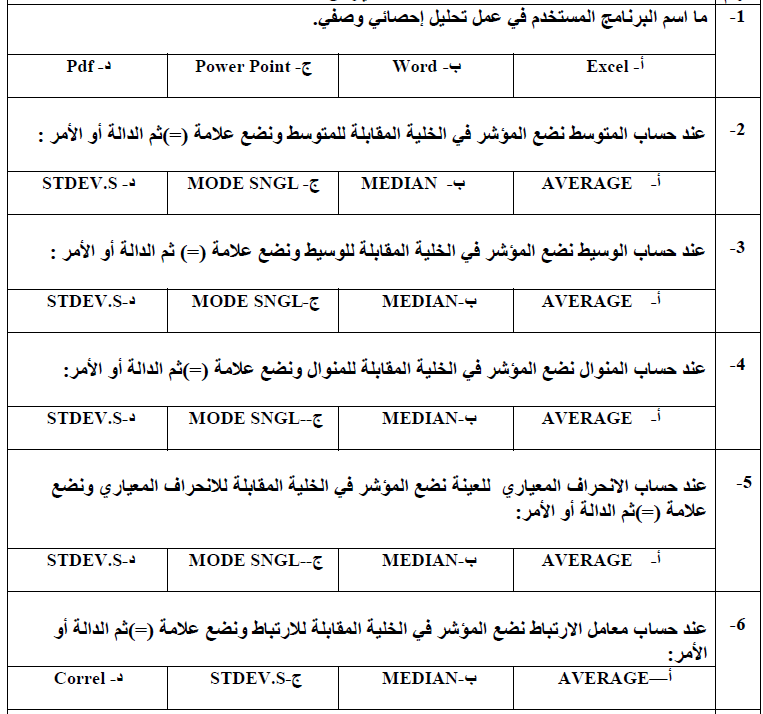 1- ما اسم البرنامج المستخدم في عمل تحليل إحصائي وصفي.
أ- Excel ب- Word ج- Power Point د- Pdf
2- عند حساب المتوسط نضع المؤشر في الخلية المقابلة للمتوسط ونضع علامة (=)ثم الدالة أو الأمر :
أ- AVERAGE ب- MEDIAN ج- MODE SNGL د- STDEV.S
3- عند حساب الوسيط نضع المؤشر في الخلية المقابلة للوسيط ونضع علامة (=) ثم الدالة أو الأمر :
أ- AVERAGE ب-MEDIAN ج-MODE SNGL د-STDEV.S
4- عند حساب المنوال نضع المؤشر في الخلية المقابلة للمنوال ونضع علامة (=)ثم الدالة أو الأمر:
أ- AVERAGE ب-MEDIAN ج--MODE SNGL د-STDEV.S
5- عند حساب الانحراف المعياري للعينة نضع المؤشر في الخلية المقابلة للانحراف المعياري ونضع
علامة (=)ثم الدالة أو الأمر:
أ- AVERAGE ب-MEDIAN ج--MODE SNGL د-STDEV.S
6- عند حساب معامل الارتباط نضع المؤشر في الخلية المقابلة للارتباط ونضع علامة (=)ثم الدالة أو
الأمر:
أ—AVERAGE ب-MEDIAN ج-STDEV.S د- Correl